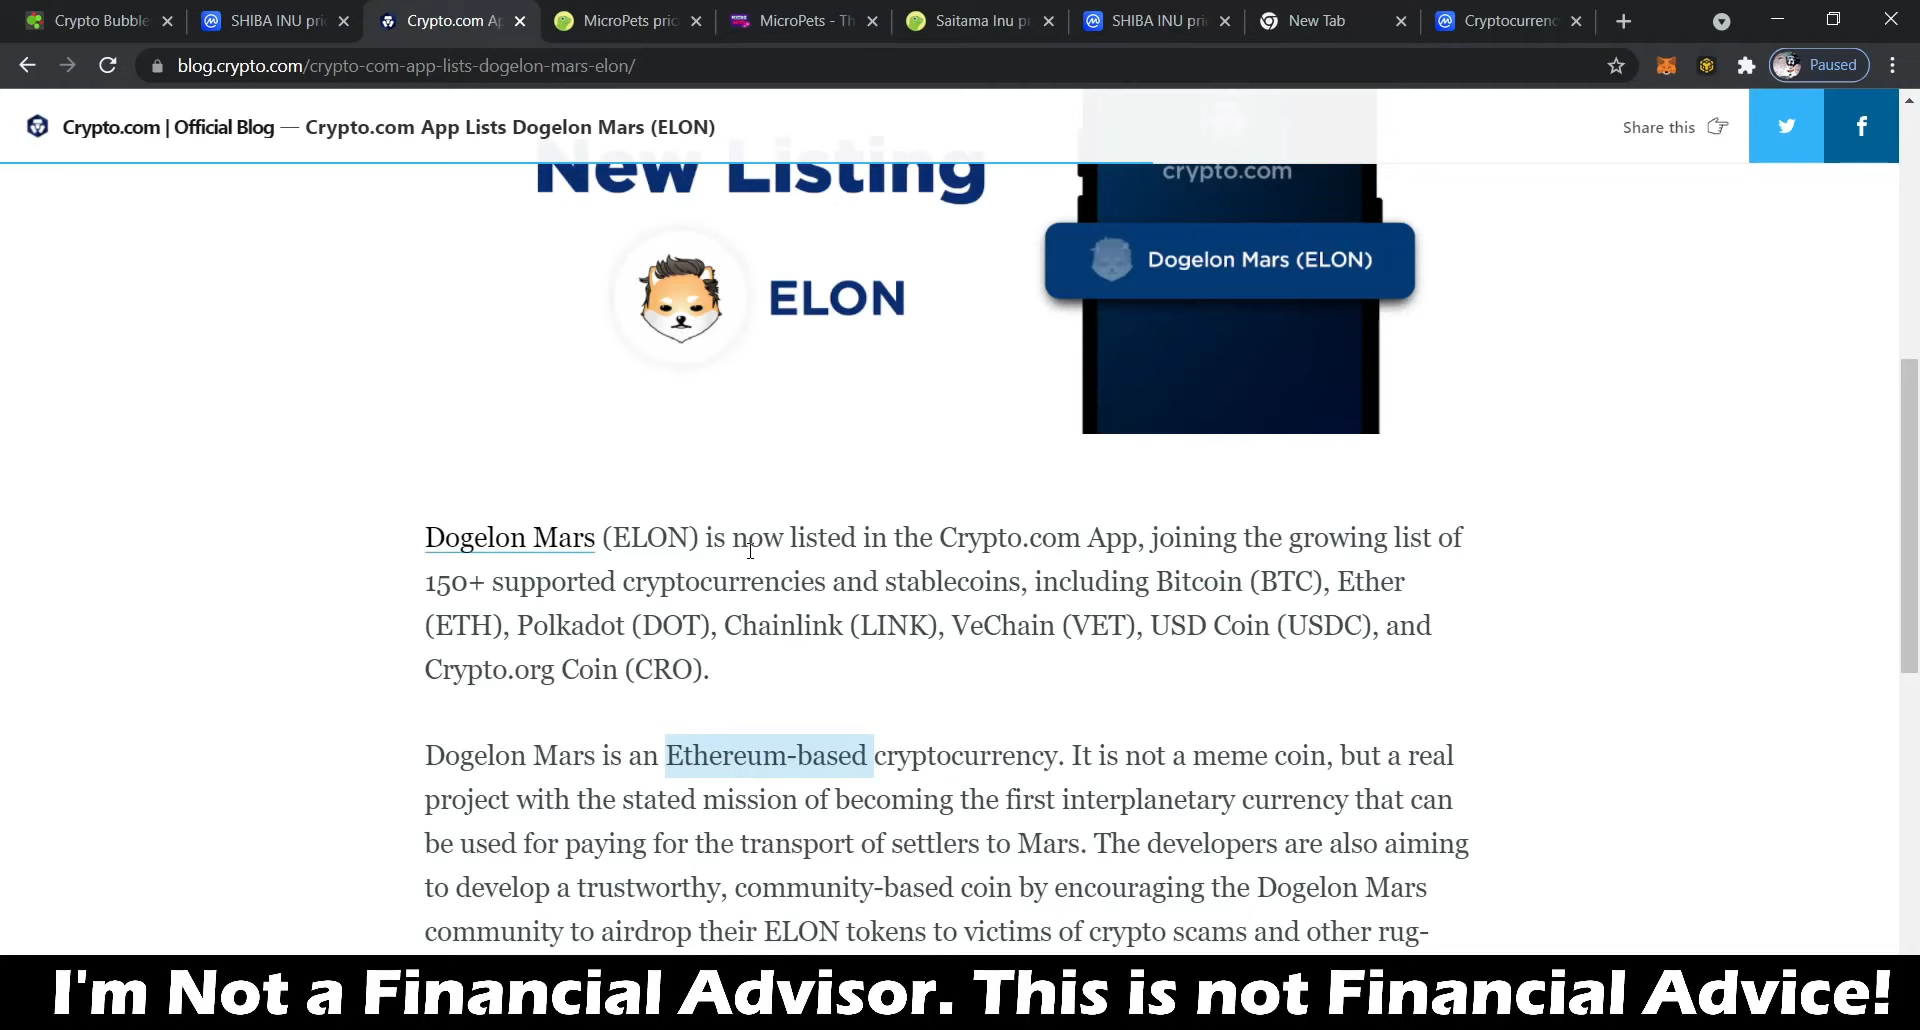 Crypto Bubble
SHIBA INU pri
Crypto.com Ap
MicroPets pric
MicroPets - Th
Saitama Inu pr
SHIBA INU pri
New Tab
Cryptocurrenc
blog.crypto.com/crypto-com-app-lists-dogelon-mars-elon/
Paused
Crypto.com | Official Blog — Crypto.com App Lists Dogelon Mars (ELON)
Share this
New Listing
crypto.com
ELON
Dogelon Mars (ELON)
Dogelon Mars (ELON) is now listed in the Crypto.com App, joining the growing list of
150+ supported cryptocurrencies and stablecoins, including Bitcoin (BTC), Ether
(ETH), Polkadot (DOT), Chainlink (LINK), VeChain (VET), USD Coin (USDC), and
Crypto.org Coin (CRO).
Dogelon Mars is an Ethereum-based cryptocurrency. It is not a meme coin, but a real
project with the stated mission of becoming the first interplanetary currency that can
be used for paying for the transport of settlers to Mars. The developers are also aiming
to develop a trustworthy, community-based coin by encouraging the Dogelon Mars
community to airdrop their ELON tokens to victims of crypto scams and other rug-
I'm Not a Financial Advisor. This is not Financial Advice!